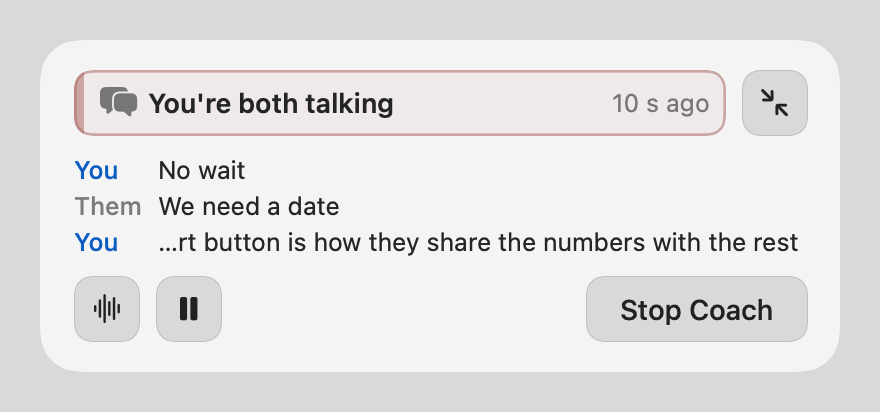 You're both talking 10 s ago
You No wait
Them We need a date
You ...rt button is how they share the numbers with the rest
Stop Coach